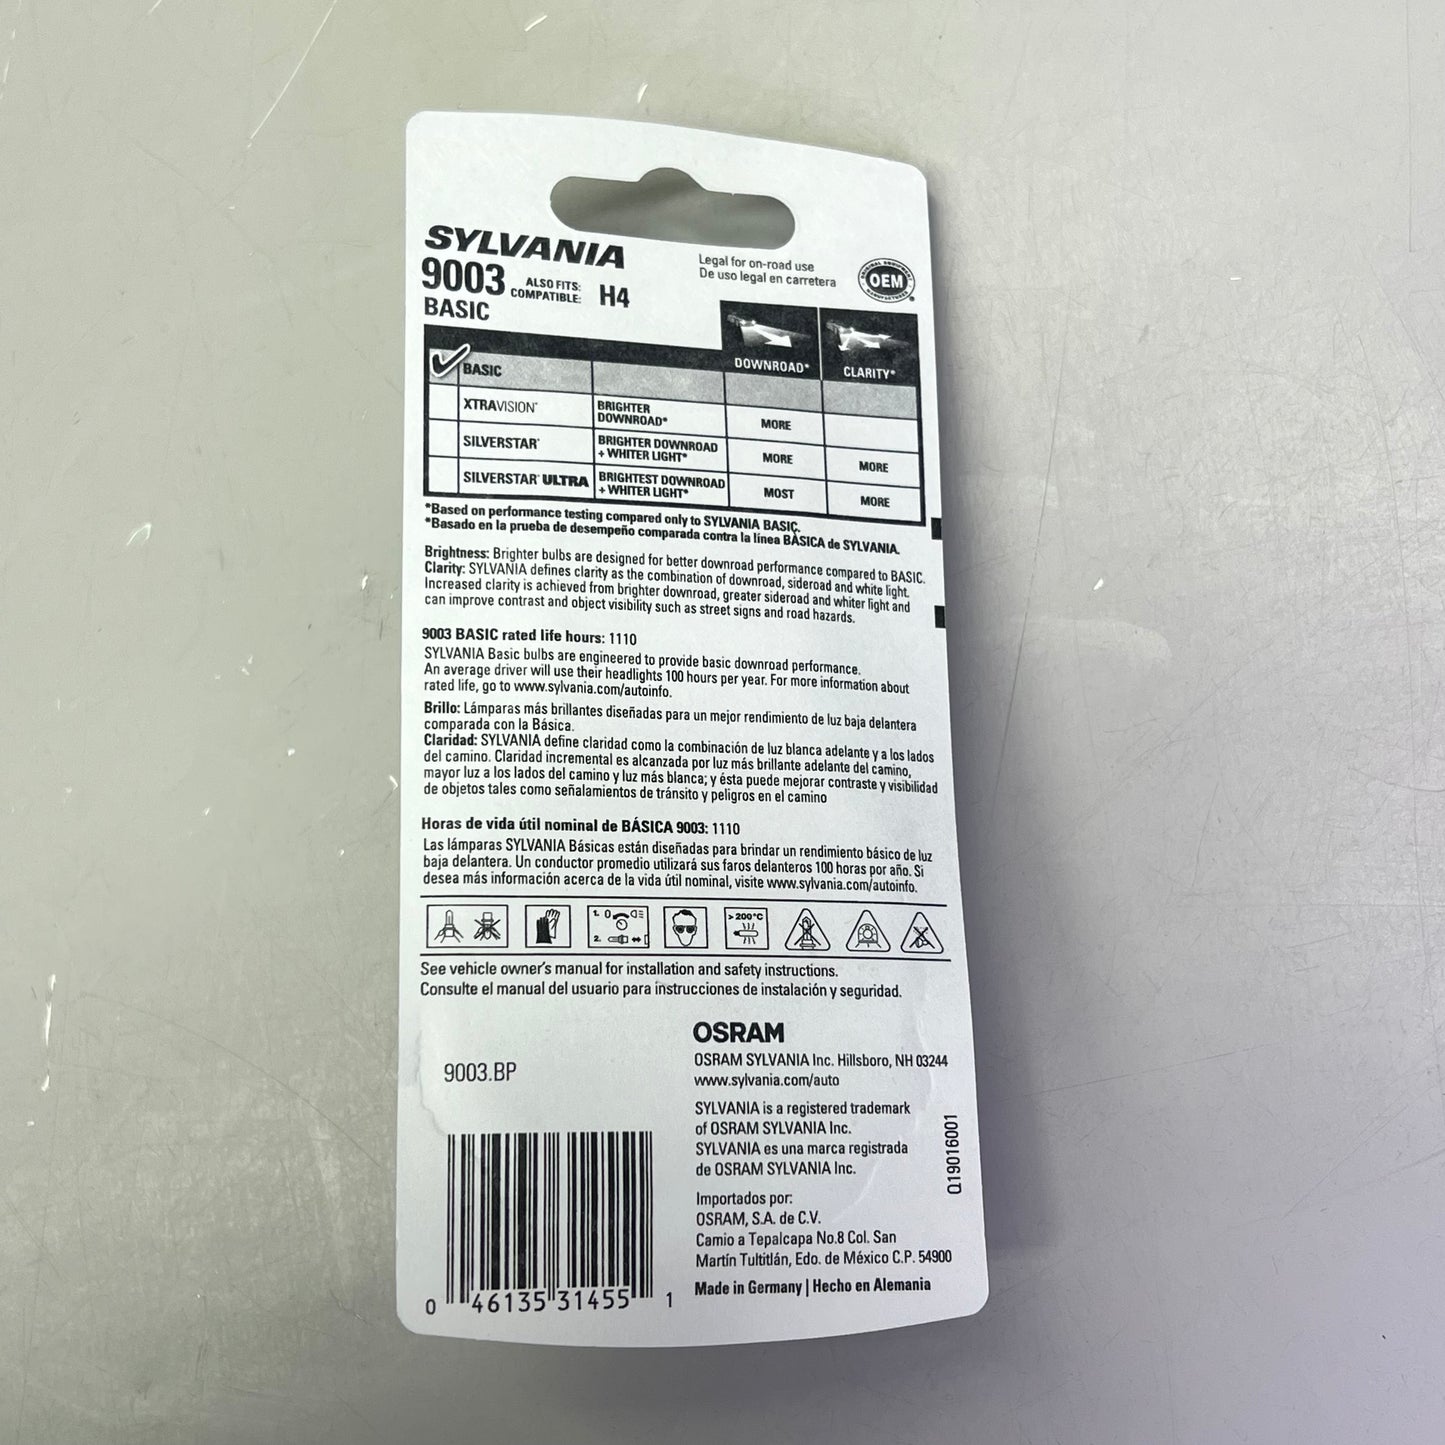 SYLVANIA
9003 ALSO FITS: COMPATIBLE: H4
BASIC
Legal for on-road use
De uso legal en carretera
ORIGINAL EQUIPMENT
OEM
MANUFACTURER
DOWNROAD* CLARITY*
BASIC
XTRAVISION® BRIGHTER DOWNROAD* MORE
SILVERSTAR® BRIGHTER DOWNROAD + WHITER LIGHT* MORE MORE
SILVERSTAR® ULTRA BRIGHTEST DOWNROAD + WHITER LIGHT* MOST MORE
*Based on performance testing compared only to SYLVANIA BASIC.
*Basado en la prueba de desempeño comparada contra la línea BÁSICA de SYLVANIA.
Brightness: Brighter bulbs are designed for better downroad performance compared to BASIC.
Clarity: SYLVANIA defines clarity as the combination of downroad, sideroad and white light.
Increased clarity is achieved from brighter downroad, greater sideroad and whiter light and
can improve contrast and object visibility such as street signs and road hazards.
9003 BASIC rated life hours: 1110
SYLVANIA Basic bulbs are engineered to provide basic downroad performance.
An average driver will use their headlights 100 hours per year. For more information about
rated life, go to www.sylvania.com/autoinfo.
Brillo: Lámparas más brillantes diseñadas para un mejor rendimiento de luz baja delantera
comparada con la Básica.
Claridad: SYLVANIA define claridad como la combinación de luz blanca adelante y a los lados
del camino. Claridad incremental es alcanzada por luz más brillante adelante del camino,
mayor luz a los lados del camino y luz más blanca; y ésta puede mejorar contraste y visibilidad
de objetos tales como señalamientos de tránsito y peligros en el camino
Horas de vida útil nominal de BÁSICA 9003: 1110
Las lámparas SYLVANIA Básicas están diseñadas para brindar un rendimiento básico de luz
baja delantera. Un conductor promedio utilizará sus faros delanteros 100 horas por año. Si
desea más información acerca de la vida útil nominal, visite www.sylvania.com/autoinfo.
1. 0
2.
>200°C
See vehicle owner's manual for installation and safety instructions.
Consulte el manual del usuario para instrucciones de instalación y seguridad.
9003.BP
0 46135 31455 1
OSRAM
OSRAM SYLVANIA Inc. Hillsboro, NH 03244
www.sylvania.com/auto
SYLVANIA is a registered trademark
of OSRAM SYLVANIA Inc.
SYLVANIA es una marca registrada
de OSRAM SYLVANIA Inc.
Importados por:
OSRAM, S.A. de C.V.
Camio a Tepalcapa No.8 Col. San
Martín Tultitlán, Edo. de México C.P. 54900
Made in Germany | Hecho en Alemania
Q19016001